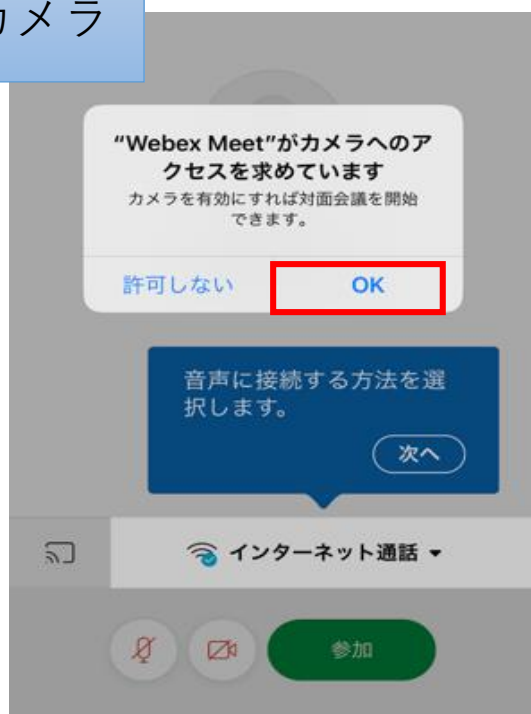 カメラ
“Webex Meet”がカメラへのア
クセスを求めています
カメラを有効にすれば対面会議を開始
できます。
許可しない
OK
音声に接続する方法を選
択します。
次へ
インターネット通話
参加